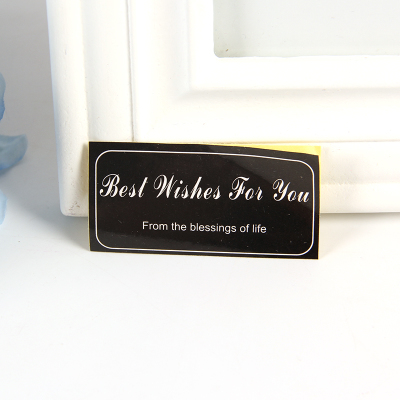 Best Wishes For You
From the blessings of life